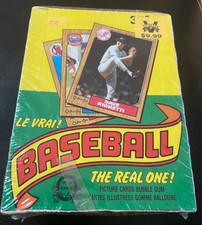 $9.99
DAVE RIGHETTI
LE VRAI!
BASEBALL
THE REAL ONE!
PICTURE CARDS BUBBLE GUM
CARTES ILLUSTRÉES GOMME BALLOUNE